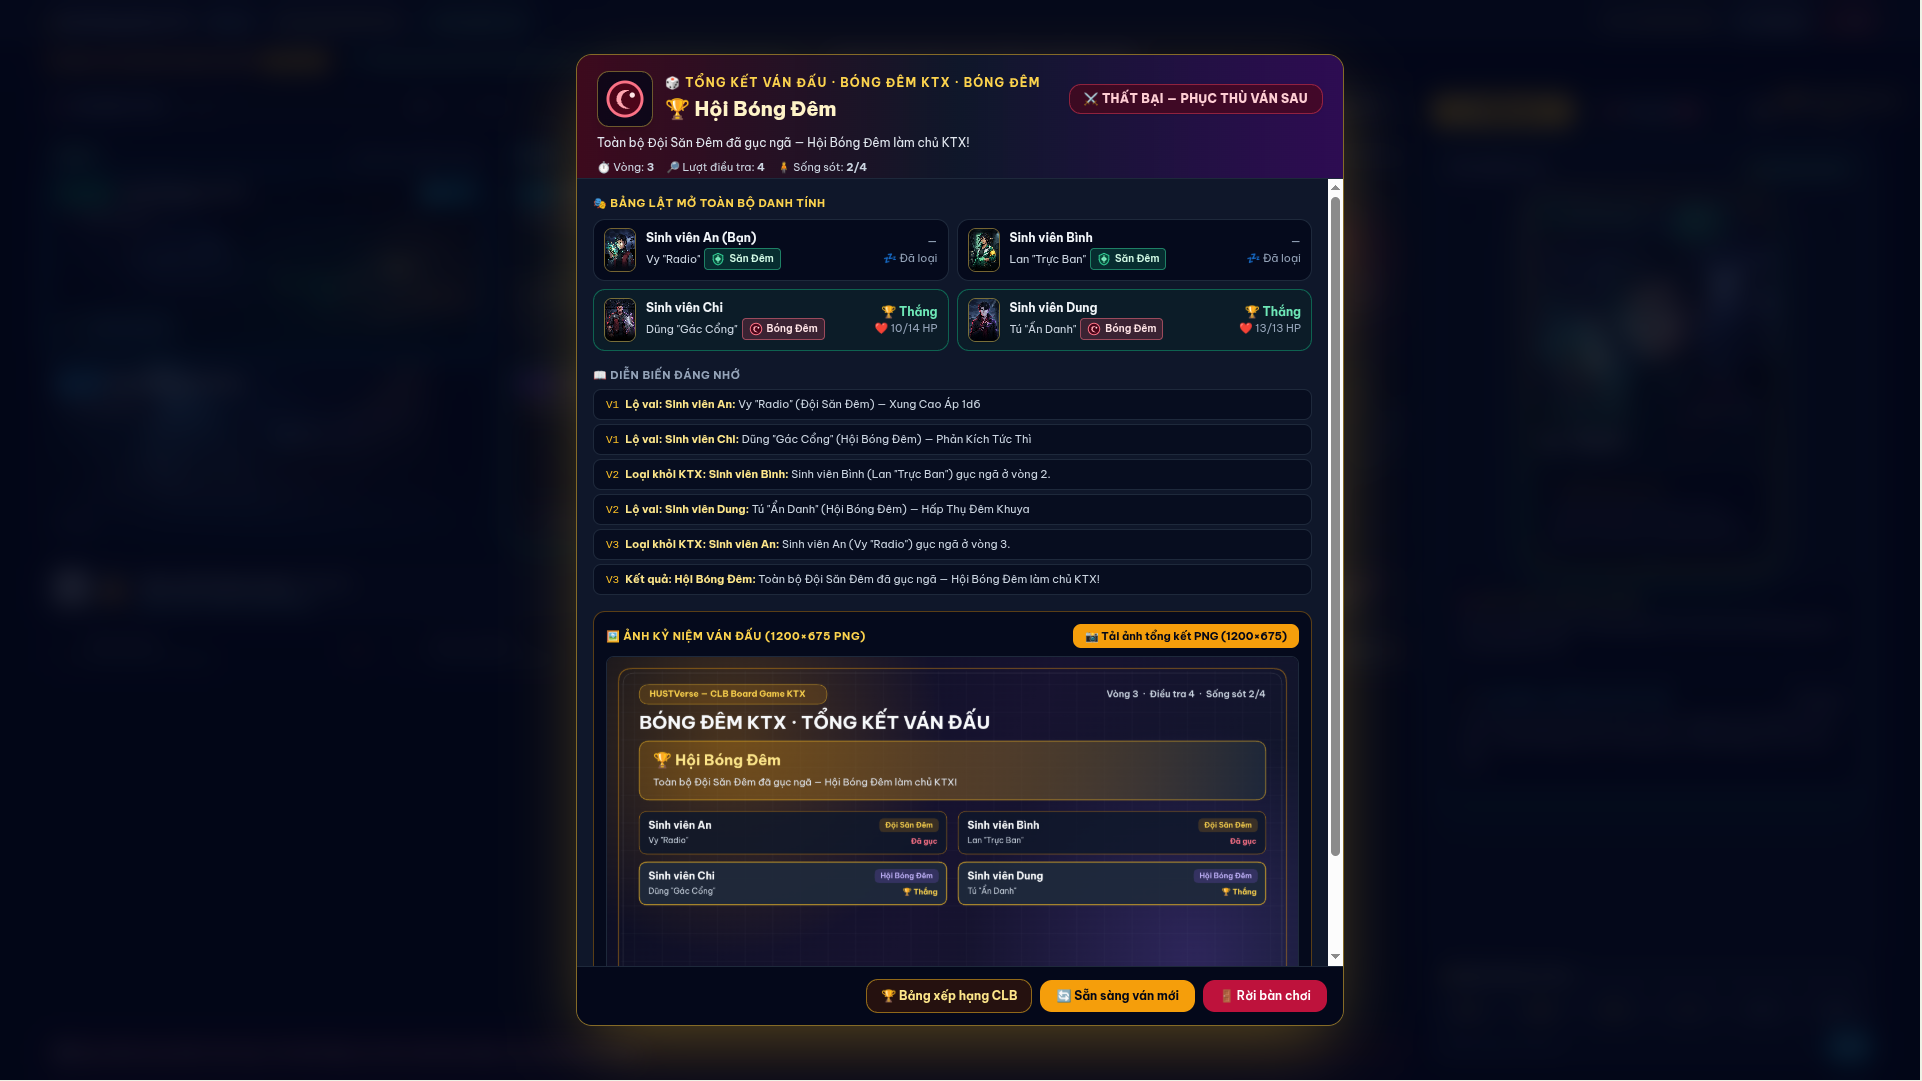 🎲 TỔNG KẾT VÁN ĐẤU · BÓNG ĐÊM KTX · BÓNG ĐÊM
🏆 Hội Bóng Đêm
⚔️ THẤT BẠI — PHỤC THÙ VÁN SAU
Toàn bộ Đội Săn Đêm đã gục ngã — Hội Bóng Đêm làm chủ KTX!
⏱️ Vòng: 3 🔎 Lượt điều tra: 4 🧍 Sống sót: 2/4
🎭 BẢNG LẬT MỞ TOÀN BỘ DANH TÍNH
Sinh viên An (Bạn)
—
Vy "Radio" Săn Đêm
💤 Đã loại
Sinh viên Bình
—
Lan "Trực Ban" Săn Đêm
💤 Đã loại
Sinh viên Chi
🏆 Thắng
Dũng "Gác Cổng" Bóng Đêm
❤️ 10/14 HP
Sinh viên Dung
🏆 Thắng
Tú "Ẩn Danh" Bóng Đêm
❤️ 13/13 HP
📖 DIỄN BIẾN ĐÁNG NHỚ
V1 Lộ vai: Sinh viên An: Vy "Radio" (Đội Săn Đêm) — Xung Cao Áp 1d6
V1 Lộ vai: Sinh viên Chi: Dũng "Gác Cổng" (Hội Bóng Đêm) — Phản Kích Tức Thì
V2 Loại khỏi KTX: Sinh viên Bình: Sinh viên Bình (Lan "Trực Ban") gục ngã ở vòng 2.
V2 Lộ vai: Sinh viên Dung: Tú "Ẩn Danh" (Hội Bóng Đêm) — Hấp Thụ Đêm Khuya
V3 Loại khỏi KTX: Sinh viên An: Sinh viên An (Vy "Radio") gục ngã ở vòng 3.
V3 Kết quả: Hội Bóng Đêm: Toàn bộ Đội Săn Đêm đã gục ngã — Hội Bóng Đêm làm chủ KTX!
🖼️ ẢNH KỶ NIỆM VÁN ĐẤU (1200×675 PNG)
📸 Tải ảnh tổng kết PNG (1200×675)
HUSTVerse — CLB Board Game KTX
Vòng 3 · Điều tra 4 · Sống sót 2/4
BÓNG ĐÊM KTX · TỔNG KẾT VÁN ĐẤU
🏆 Hội Bóng Đêm
Toàn bộ Đội Săn Đêm đã gục ngã — Hội Bóng Đêm làm chủ KTX!
Sinh viên An
Đội Săn Đêm
Vy "Radio"
Đã gục
Sinh viên Bình
Đội Săn Đêm
Lan "Trực Ban"
Đã gục
Sinh viên Chi
Hội Bóng Đêm
Dũng "Gác Cổng"
🏆 Thắng
Sinh viên Dung
Hội Bóng Đêm
Tú "Ẩn Danh"
🏆 Thắng
🏆 Bảng xếp hạng CLB
🔄 Sẵn sàng ván mới
🚪 Rời bàn chơi